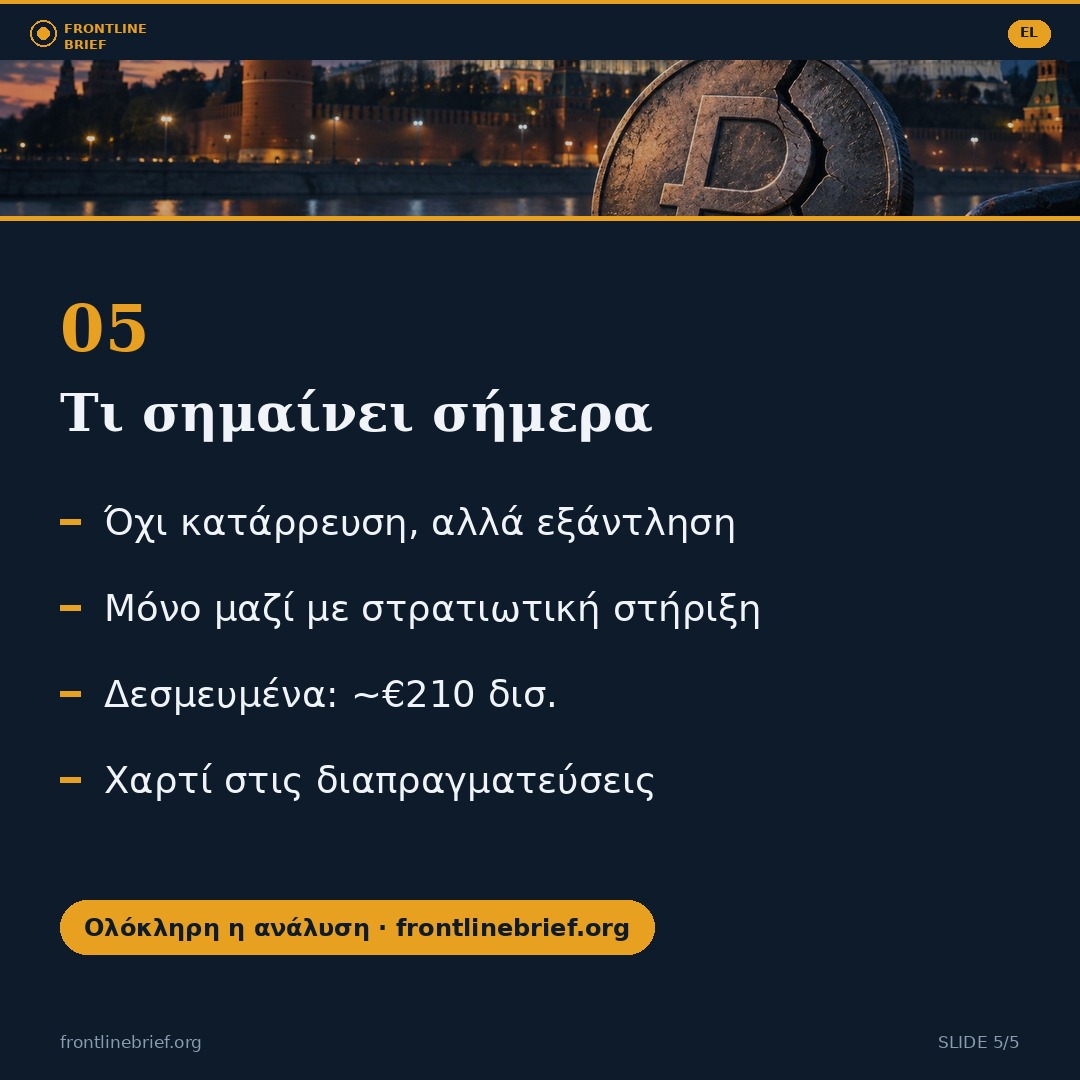 FRONTLINE
BRIEF
EL
05
Τι σημαίνει σήμερα
Όχι κατάρρευση, αλλά εξάντληση
Μόνο μαζί με στρατιωτική στήριξη
Δεσμευμένα: ~€210 δισ.
Χαρτί στις διαπραγματεύσεις
Ολόκληρη η ανάλυση · frontlinebrief.org
frontlinebrief.org
SLIDE 5/5